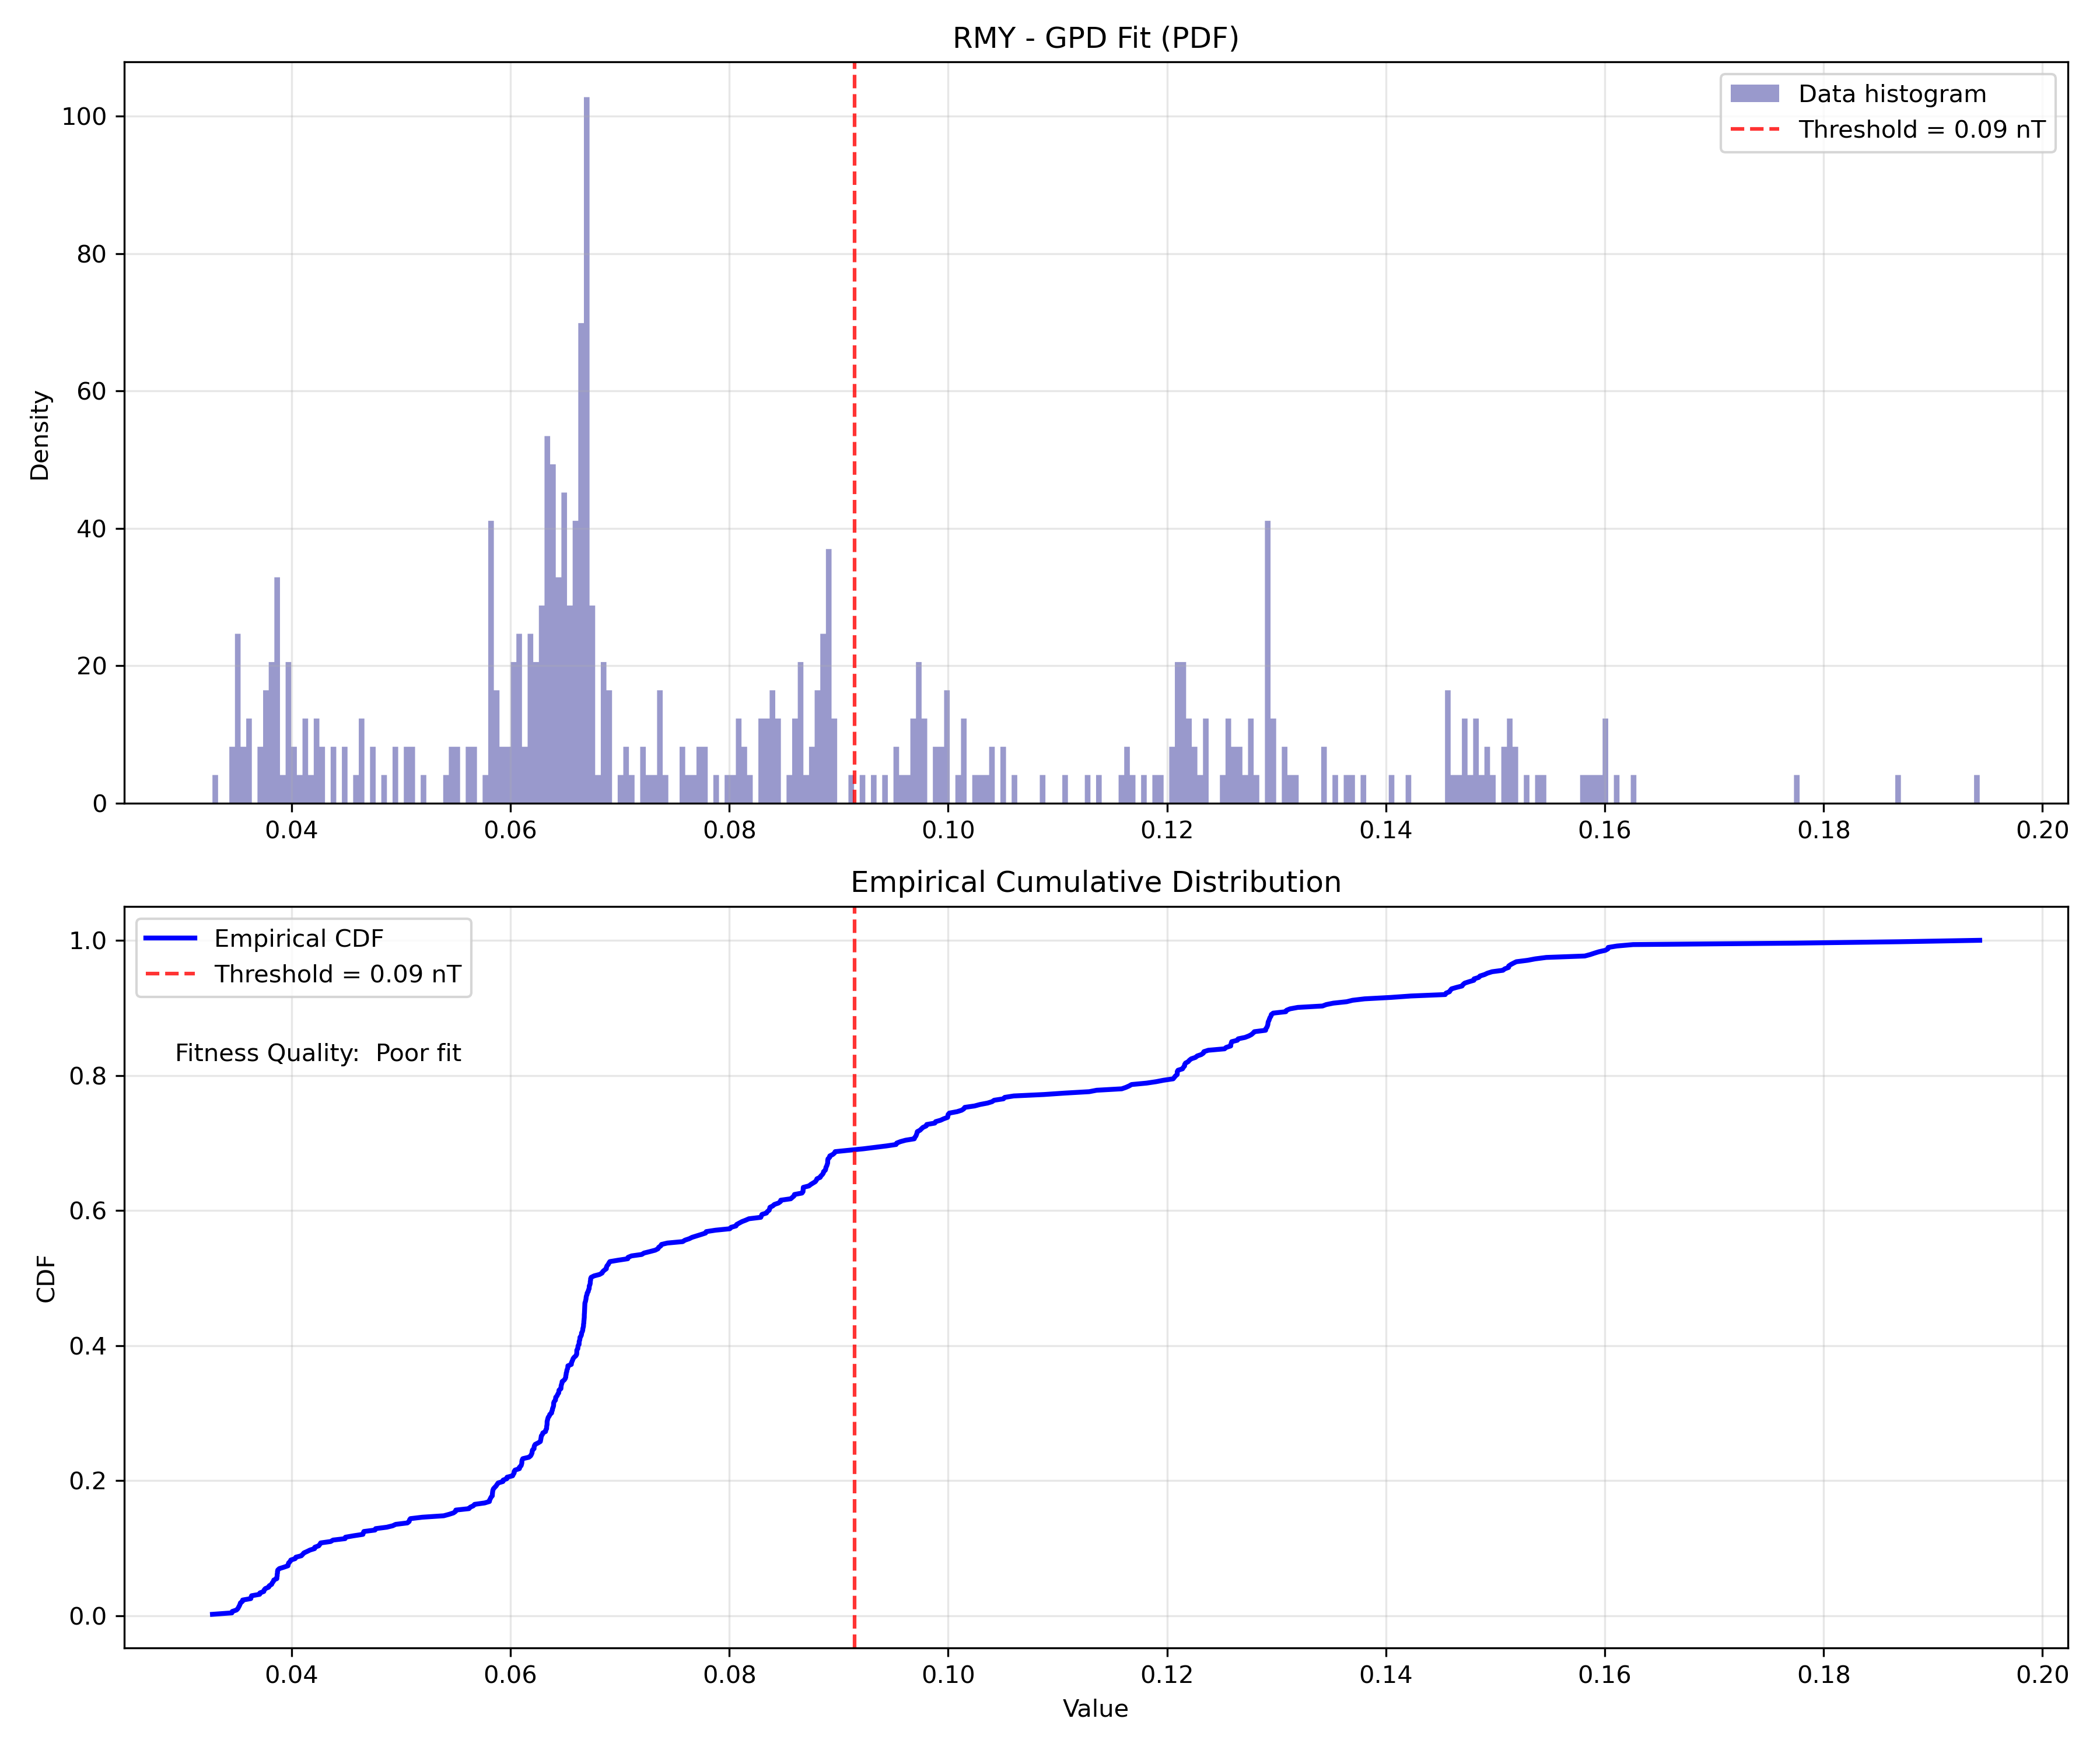 RMY - GPD Fit (PDF)
Density
100
80
60
40
20
0
Data histogram
Threshold = 0.09 nT
0.04 0.06 0.08 0.10 0.12 0.14 0.16 0.18 0.20
Empirical Cumulative Distribution
CDF
1.0
0.8
0.6
0.4
0.2
0.0
Empirical CDF
Threshold = 0.09 nT
Fitness Quality:  Poor fit
0.04 0.06 0.08 0.10 0.12 0.14 0.16 0.18 0.20
Value